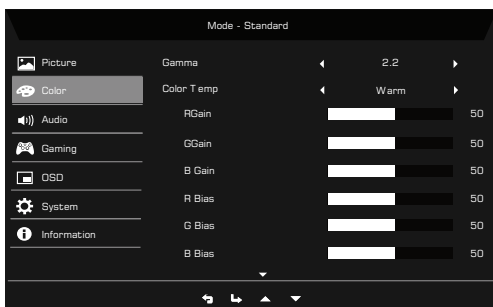 Mode - Standard
Picture
Color
Audio
Gaming
OSD
System
Information
Gamma 2.2
Color Temp Warm
RGain 50
GGain 50
B Gain 50
R Bias 50
G Bias 50
B Bias 50